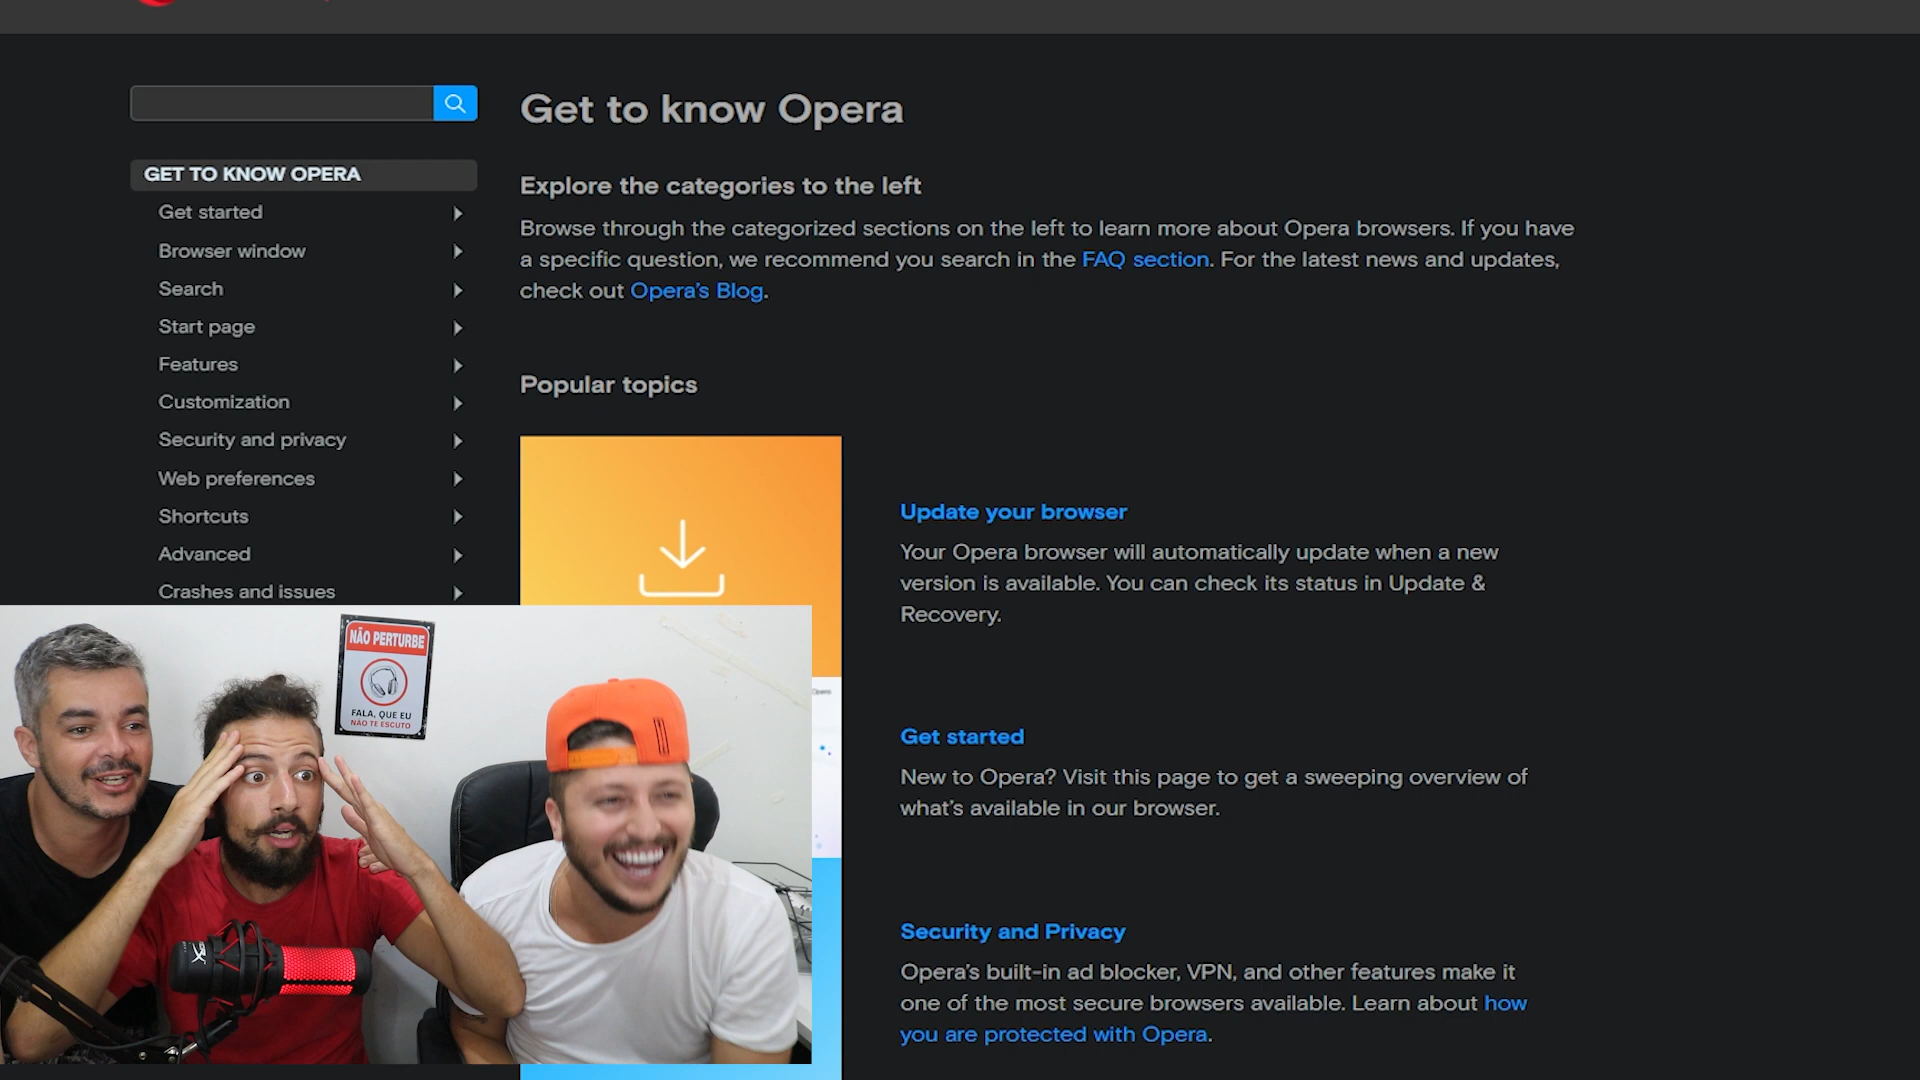 Get to know Opera
GET TO KNOW OPERA
Get started
Browser window
Search
Start page
Features
Customization
Security and privacy
Web preferences
Shortcuts
Advanced
Crashes and issues
Explore the categories to the left
Browse through the categorized sections on the left to learn more about Opera browsers. If you have
a specific question, we recommend you search in the FAQ section. For the latest news and updates,
check out Opera's Blog.
Popular topics
Update your browser
Your Opera browser will automatically update when a new
version is available. You can check its status in Update &
Recovery.
Opera
Get started
New to Opera? Visit this page to get a sweeping overview of
what's available in our browser.
Security and Privacy
Opera's built-in ad blocker, VPN, and other features make it
one of the most secure browsers available. Learn about how
you are protected with Opera.
NÃO PERTURBE
FALA, QUE EU
NÃO TE ESCUTO